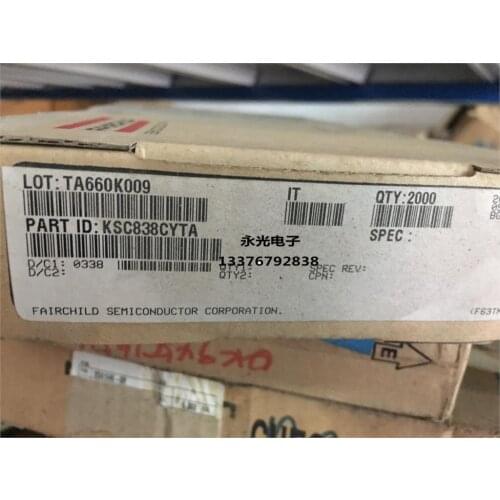 LOT: TA660K009
IT
QTY: 2000
PART ID: KSC838CYTA
SPEC :
永光电子
13376792838
D/C1: 0338
QTY1:
SPEC REV:
D/C2:
QTY2:
CPN:
FAIRCHILD SEMICONDUCTOR CORPORATION.